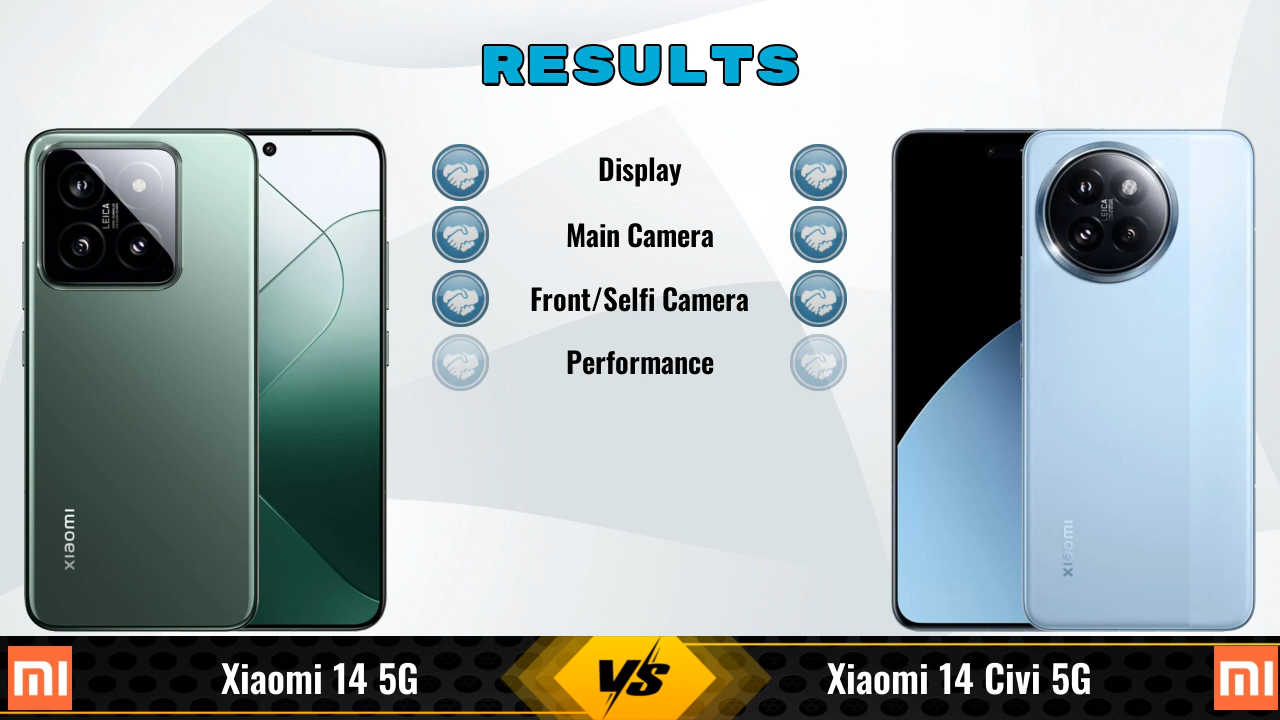 RESULTS
Display
Main Camera
Front/Selfi Camera
Performance
LEICA
xiaomi
LEICA
xiaomi
mi
Xiaomi 14 5G
VS
Xiaomi 14 Civi 5G
mi